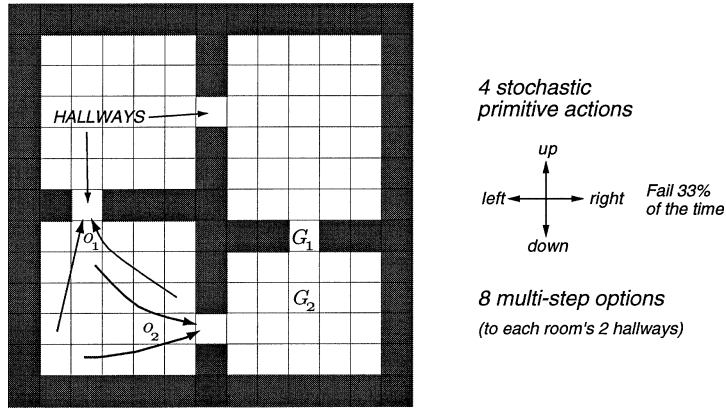 HALLWAYS
o1
o2
G1
G2
4 stochastic
primitive actions
up
left
right
down
Fail 33%
of the time
8 multi-step options
(to each room's 2 hallways)